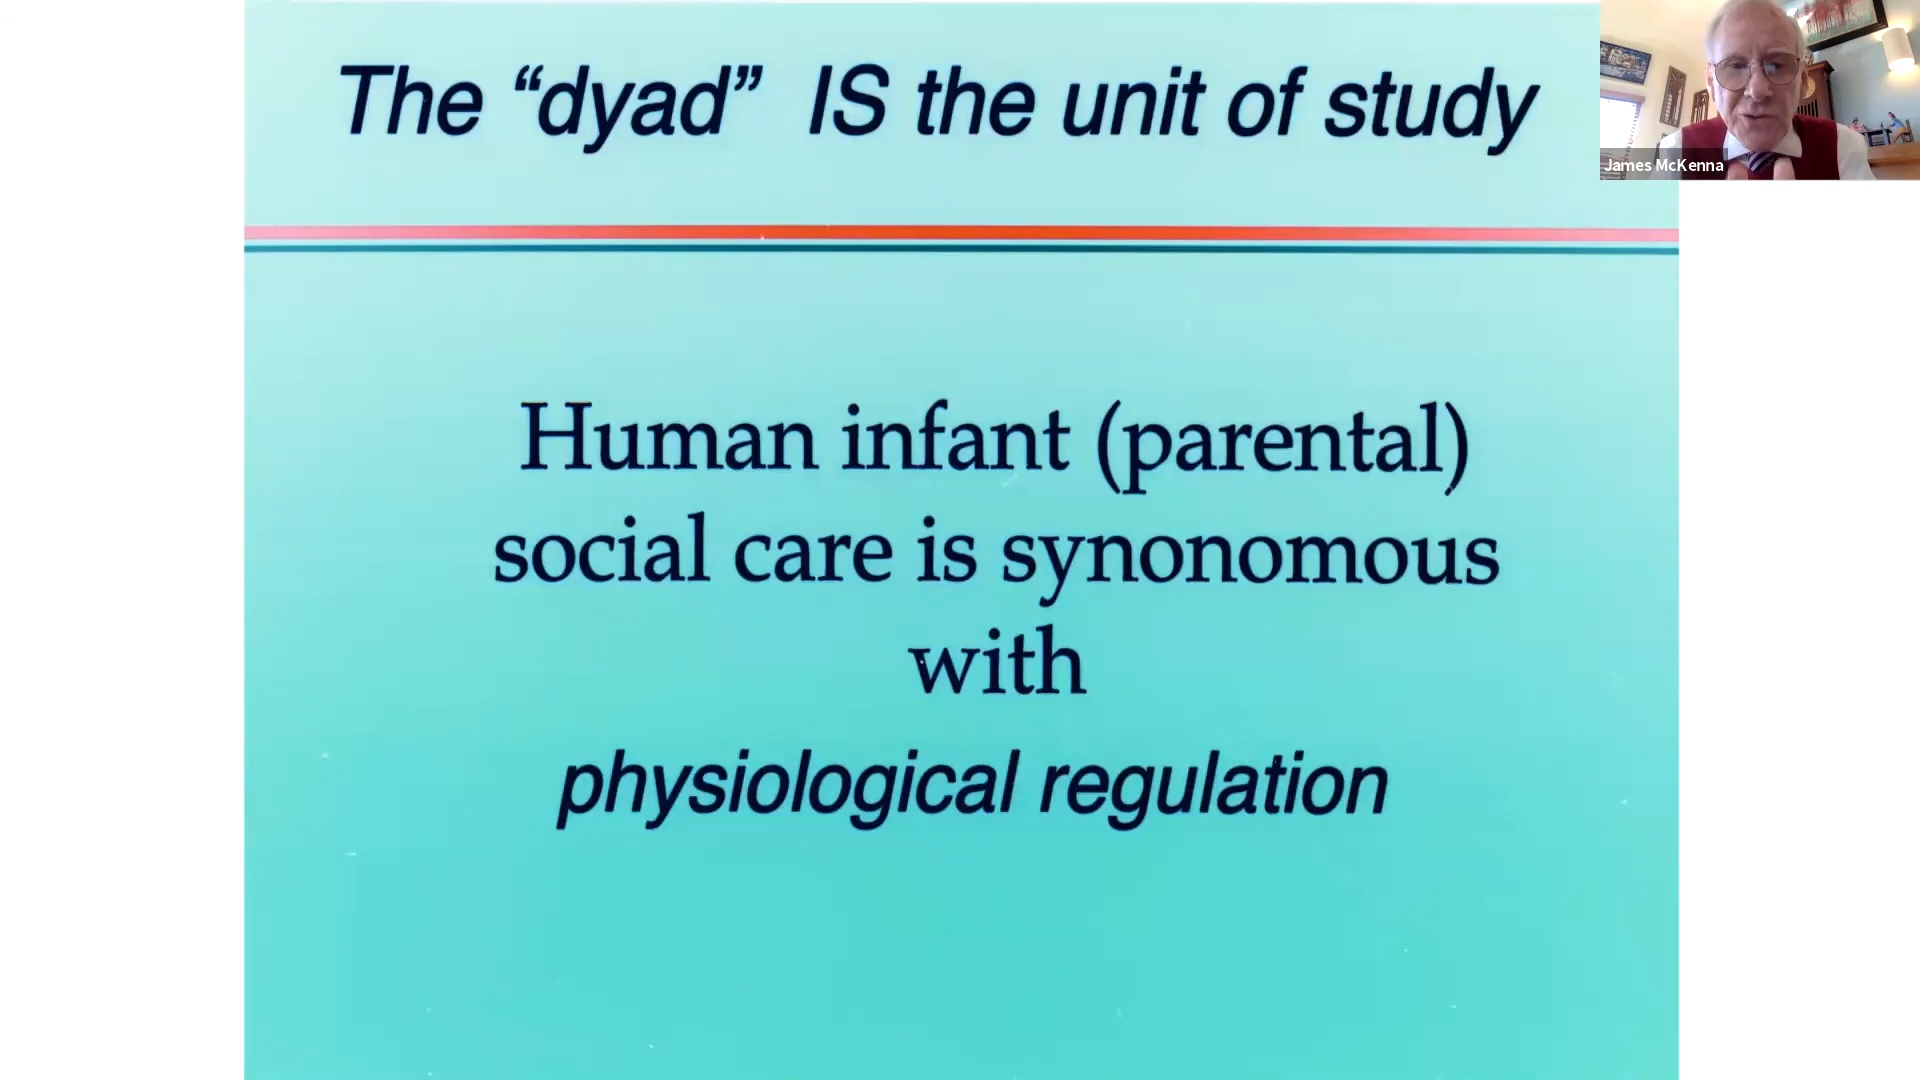 The “dyad” IS the unit of study
James McKenna
Human infant (parental)
social care is synonomous
with
physiological regulation